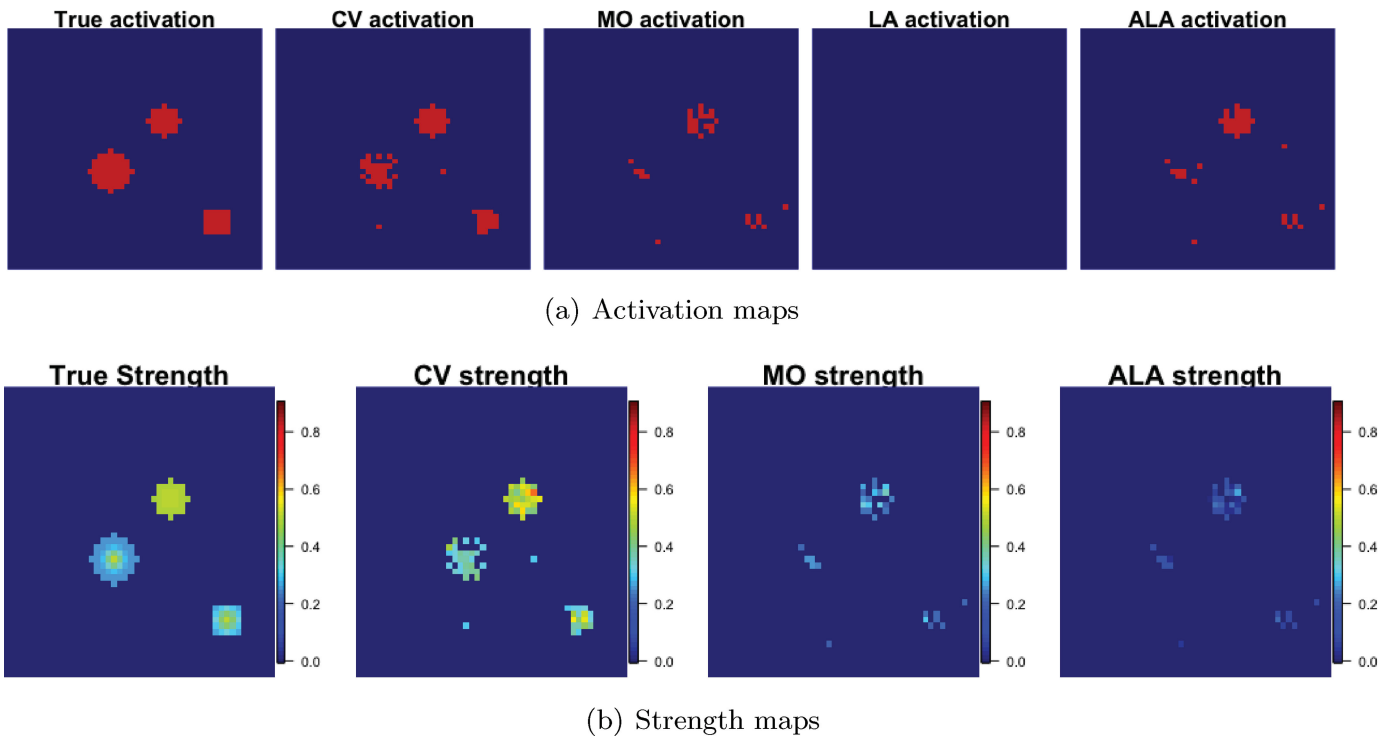 True activation CV activation MO activation LA activation ALA activation
(a) Activation maps
True Strength CV strength MO strength ALA strength
0.8 0.8 0.8 0.8
0.6 0.6 0.6 0.6
0.4 0.4 0.4 0.4
0.2 0.2 0.2 0.2
0.0 0.0 0.0 0.0
(b) Strength maps